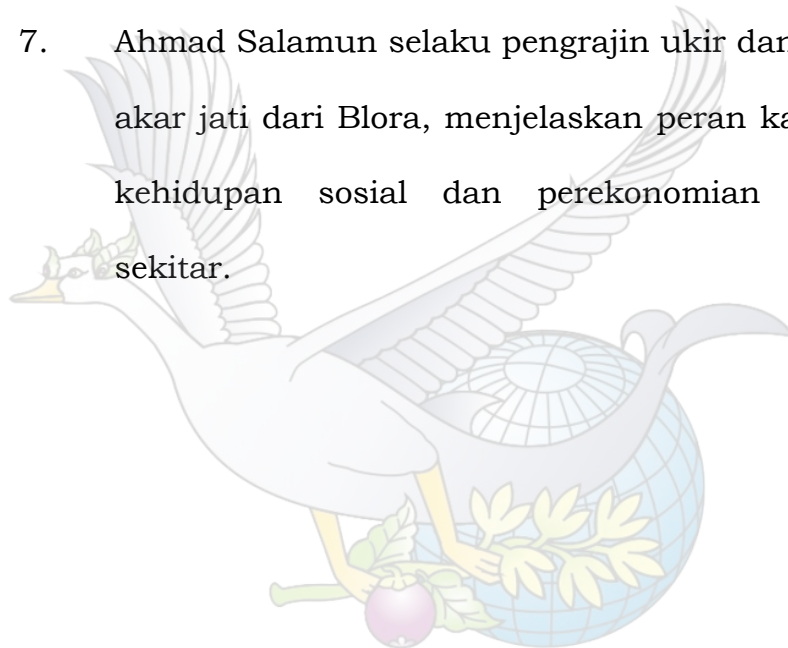 7. Ahmad Salamun selaku pengrajin ukir dan
akar jati dari Blora, menjelaskan peran ka
kehidupan sosial dan perekonomian
sekitar.